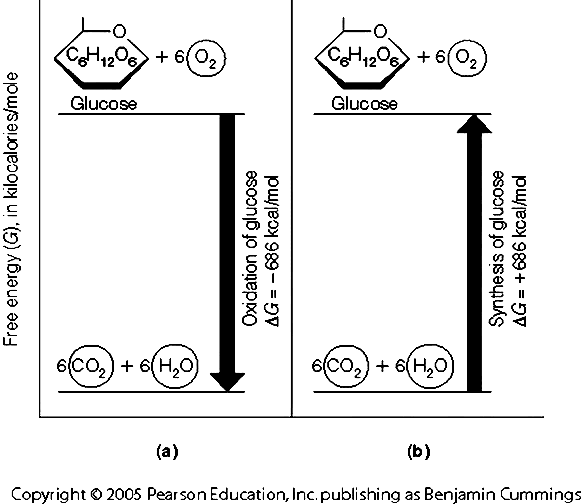 Free energy (G), in kilocalories/mole
O
C₆H₁₂O₆ + 6 O₂
Glucose
Oxidation of glucose
ΔG = – 686 kcal/mol
6 CO₂ + 6 H₂O
(a)
O
C₆H₁₂O₆ + 6 O₂
Glucose
Synthesis of glucose
ΔG = +686 kcal/mol
6 CO₂ + 6 H₂O
(b)
Copyright © 2005 Pearson Education, Inc. publishing as Benjamin Cummings